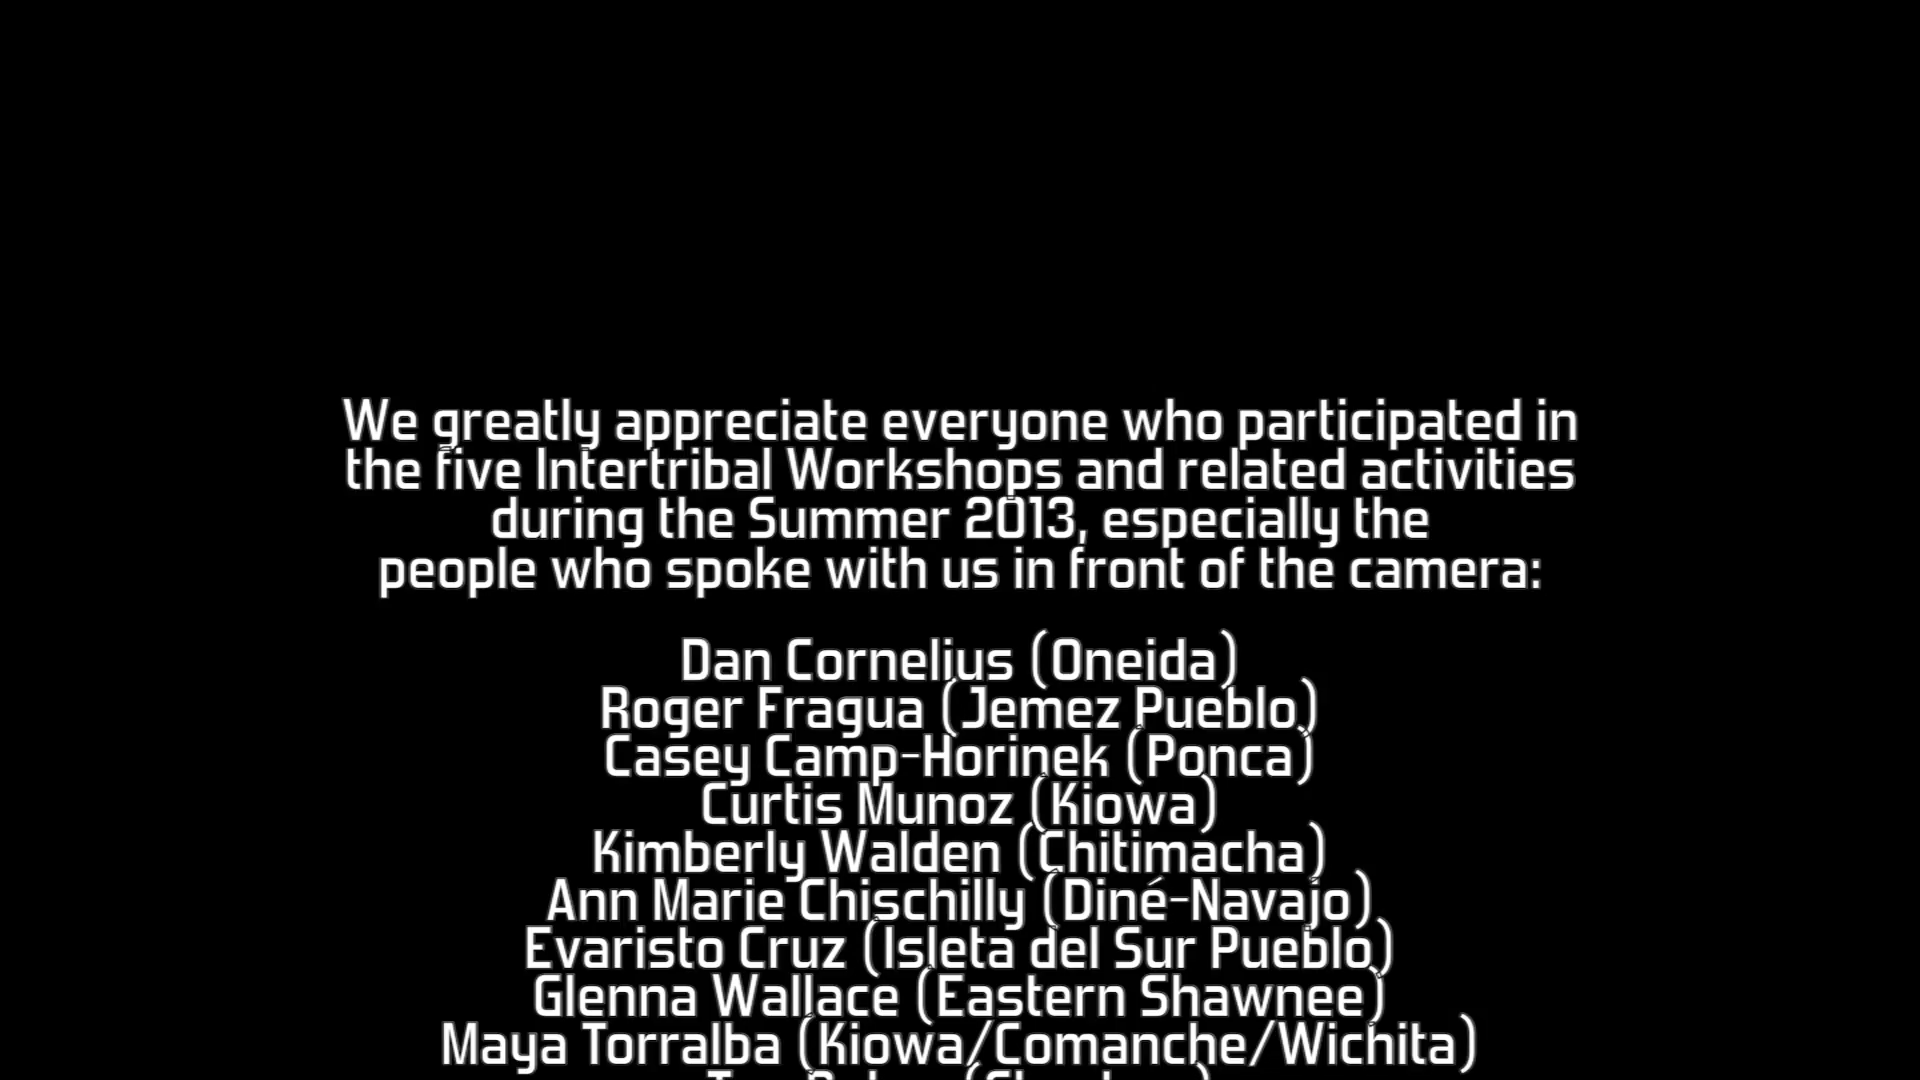 We greatly appreciate everyone who participated in
the five Intertribal Workshops and related activities
during the Summer 2013, especially the
people who spoke with us in front of the camera:
Dan Cornelius (Oneida)
Roger Fragua (Jemez Pueblo)
Casey Camp-Horinek (Ponca)
Curtis Munoz (Kiowa)
Kimberly Walden (Chitimacha)
Ann Marie Chischilly (Diné-Navajo)
Evaristo Cruz (Isleta del Sur Pueblo)
Glenna Wallace (Eastern Shawnee)
Maya Torralba (Kiowa/Comanche/Wichita)